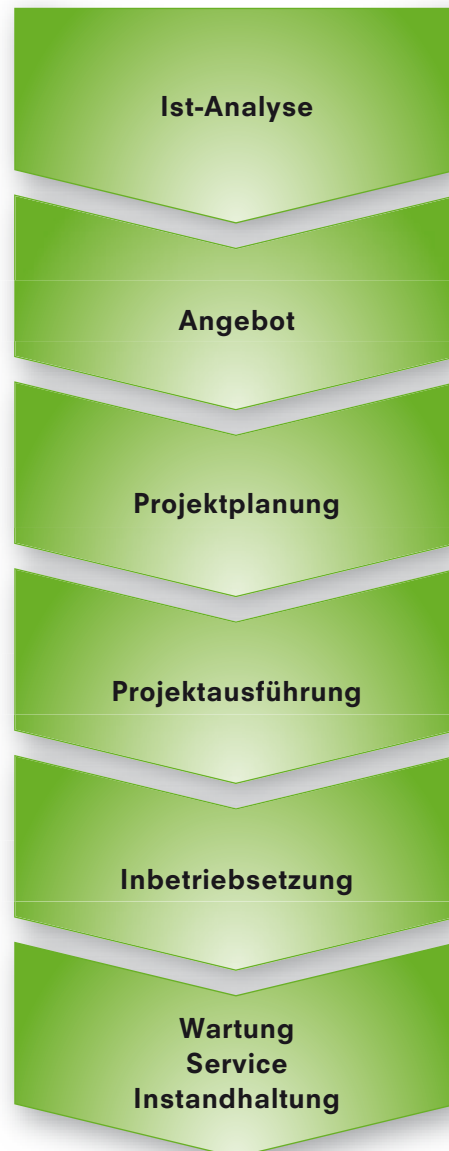 Ist-Analyse
Angebot
Projektplanung
Projektausführung
Inbetriebsetzung
Wartung
Service
Instandhaltung